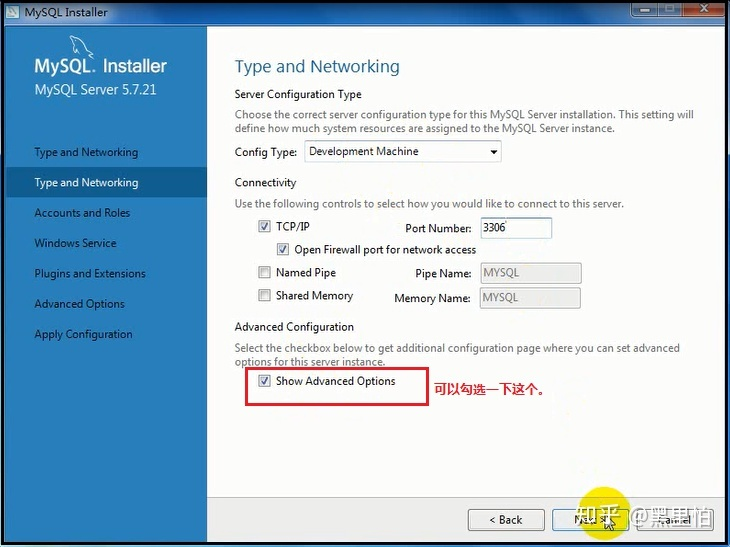 MySQL Installer
MySQL. Installer
MySQL Server 5.7.21
Type and Networking
Type and Networking
Accounts and Roles
Windows Service
Plugins and Extensions
Advanced Options
Apply Configuration
Type and Networking
Server Configuration Type
Choose the correct server configuration type for this MySQL Server installation. This setting will
define how much system resources are assigned to the MySQL Server instance.
Config Type: Development Machine
Connectivity
Use the following controls to select how you would like to connect to this server.
TCP/IP Port Number: 3306
Open Firewall port for network access
Named Pipe Pipe Name: MYSQL
Shared Memory Memory Name: MYSQL
Advanced Configuration
Select the checkbox below to get additional configuration page where you can set advanced
options for this server instance.
Show Advanced Options 可以勾选一下这个。
< Back Next > Cancel
知乎 @黑里怕